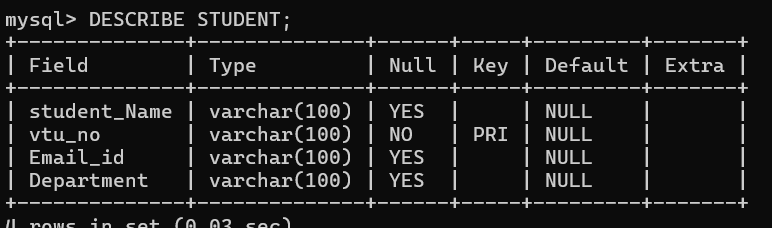 mysql> DESCRIBE STUDENT;
+--------------+--------------+------+-----+---------+-------+
| Field        | Type         | Null | Key | Default | Extra |
+--------------+--------------+------+-----+---------+-------+
| student_Name | varchar(100) | YES  |     | NULL    |       |
| vtu_no       | varchar(100) | NO   | PRI | NULL    |       |
| Email_id     | varchar(100) | YES  |     | NULL    |       |
| Department   | varchar(100) | YES  |     | NULL    |       |
+--------------+--------------+------+-----+---------+-------+
4 rows in set (0.03 sec)